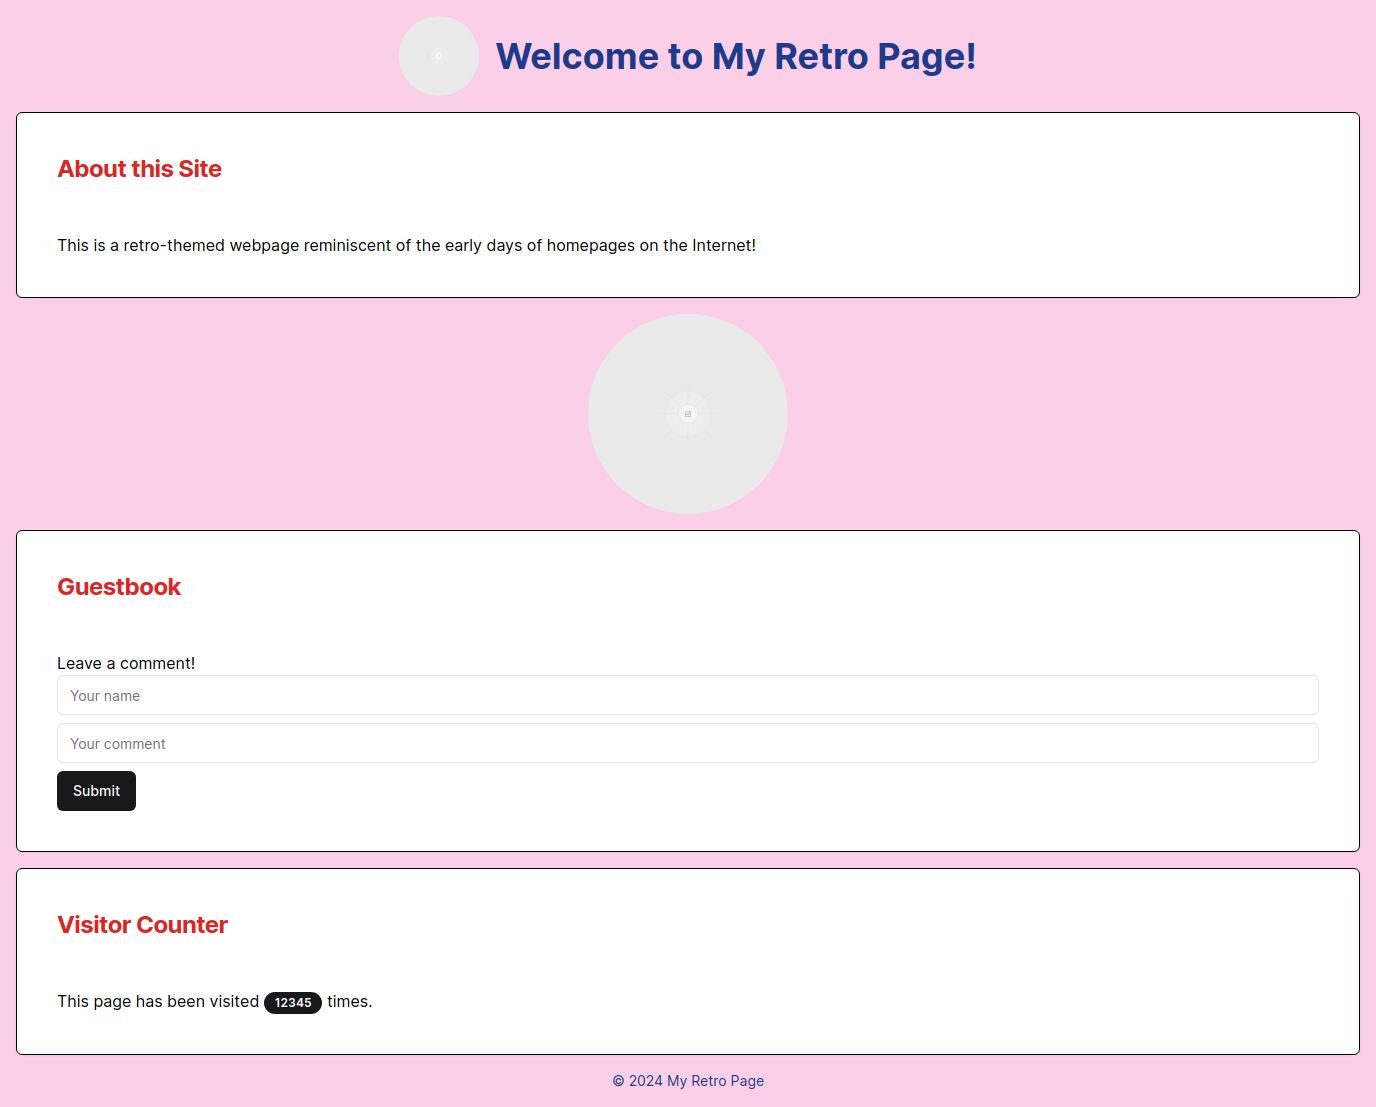 Welcome to My Retro Page!
About this Site
This is a retro-themed webpage reminiscent of the early days of homepages on the Internet!
Guestbook
Leave a comment!
Your name
Your comment
Submit
Visitor Counter
This page has been visited 12345 times.
© 2024 My Retro Page